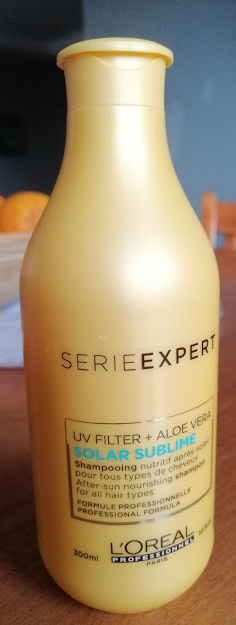 SERIEEXPERT
UV FILTER + ALOE VERA
SOLAR SUBLIME
Shampooing nutritif après-soleil
pour tous types de cheveux
After-sun nourishing shampoo
for all hair types
FORMULE PROFESSIONNELLE
PROFESSIONAL FORMULA
300ml
L'ORÉAL
PROFESSIONNEL
PARIS